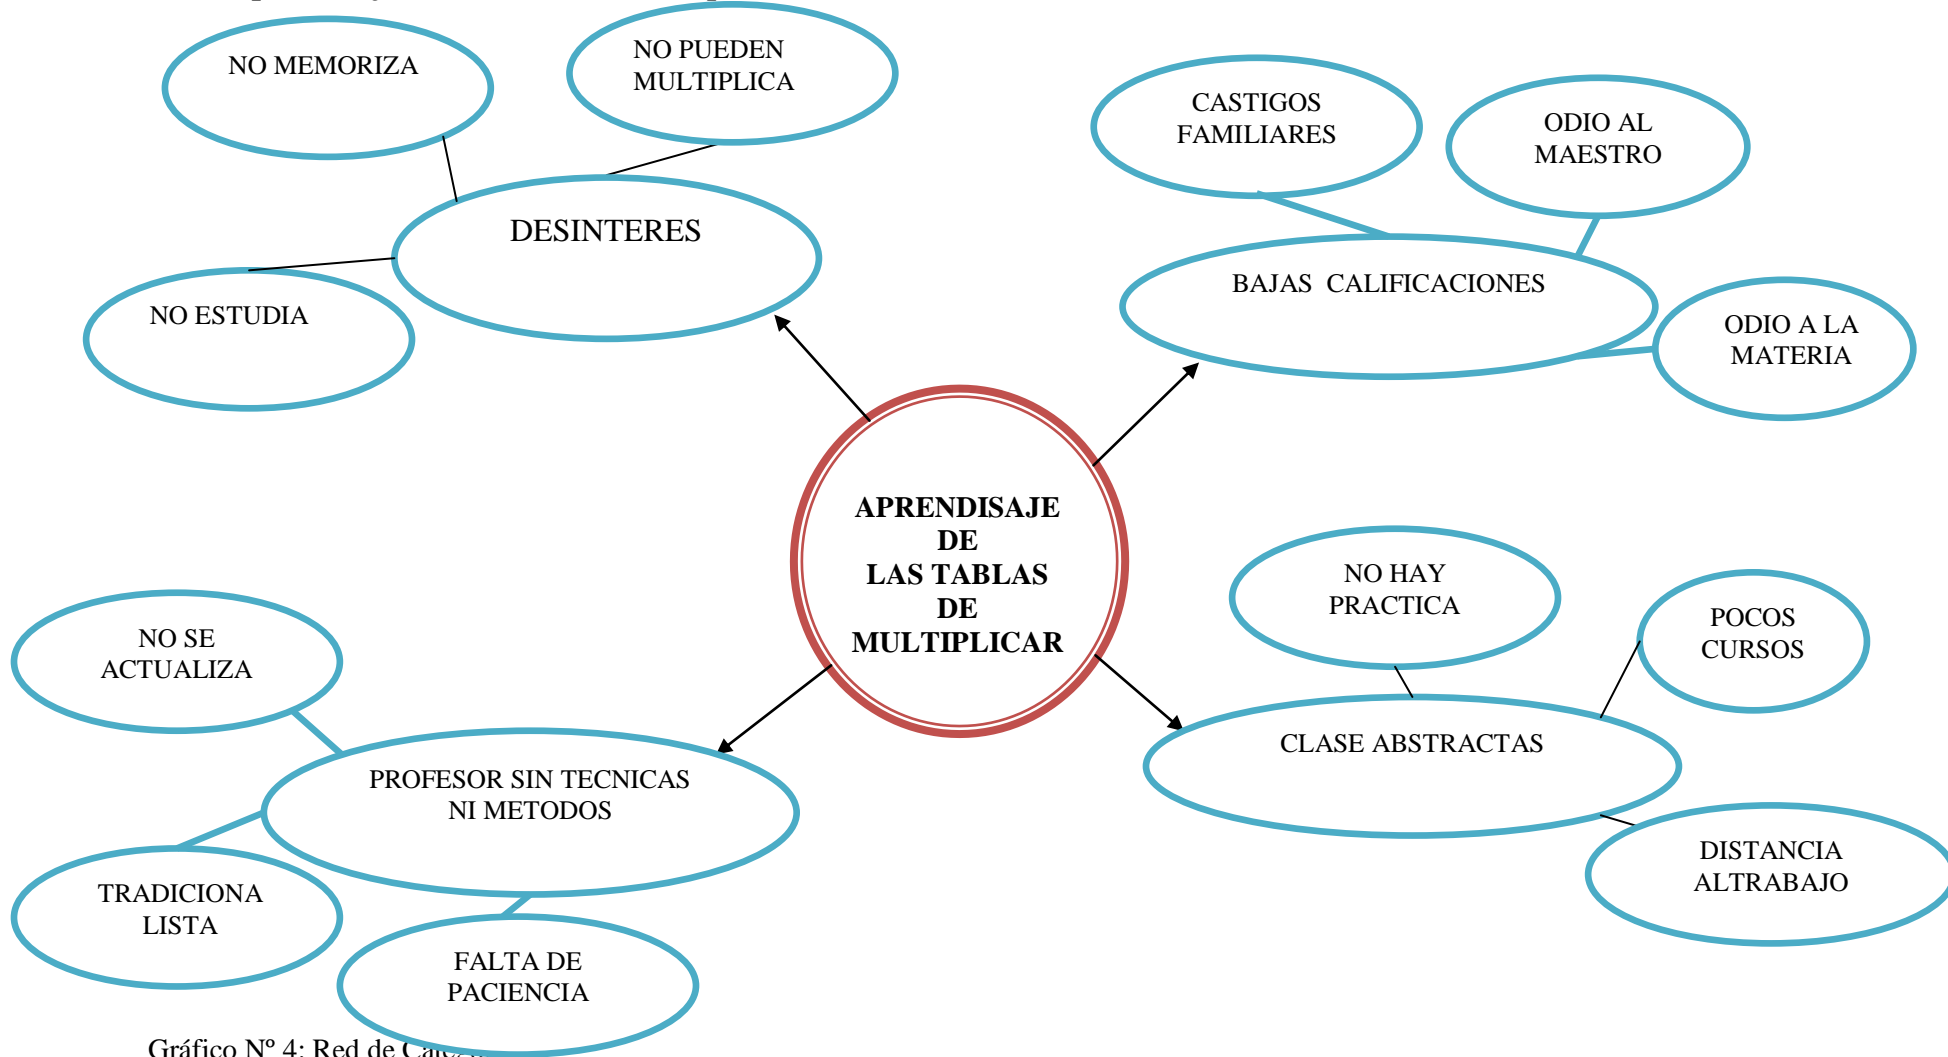 NO MEMORIZA
NO PUEDEN
MULTIPLICA
DESINTERES
NO ESTUDIA
CASTIGOS
FAMILIARES
ODIO AL
MAESTRO
BAJAS  CALIFICACIONES
ODIO A LA
MATERIA
APRENDISAJE
DE
LAS TABLAS
DE
MULTIPLICAR
NO HAY
PRACTICA
POCOS
CURSOS
CLASE ABSTRACTAS
DISTANCIA
ALTRABAJO
NO SE
ACTUALIZA
PROFESOR SIN TECNICAS
NI METODOS
TRADICIONA
LISTA
FALTA DE
PACIENCIA
Gráfico Nº 4: Red de